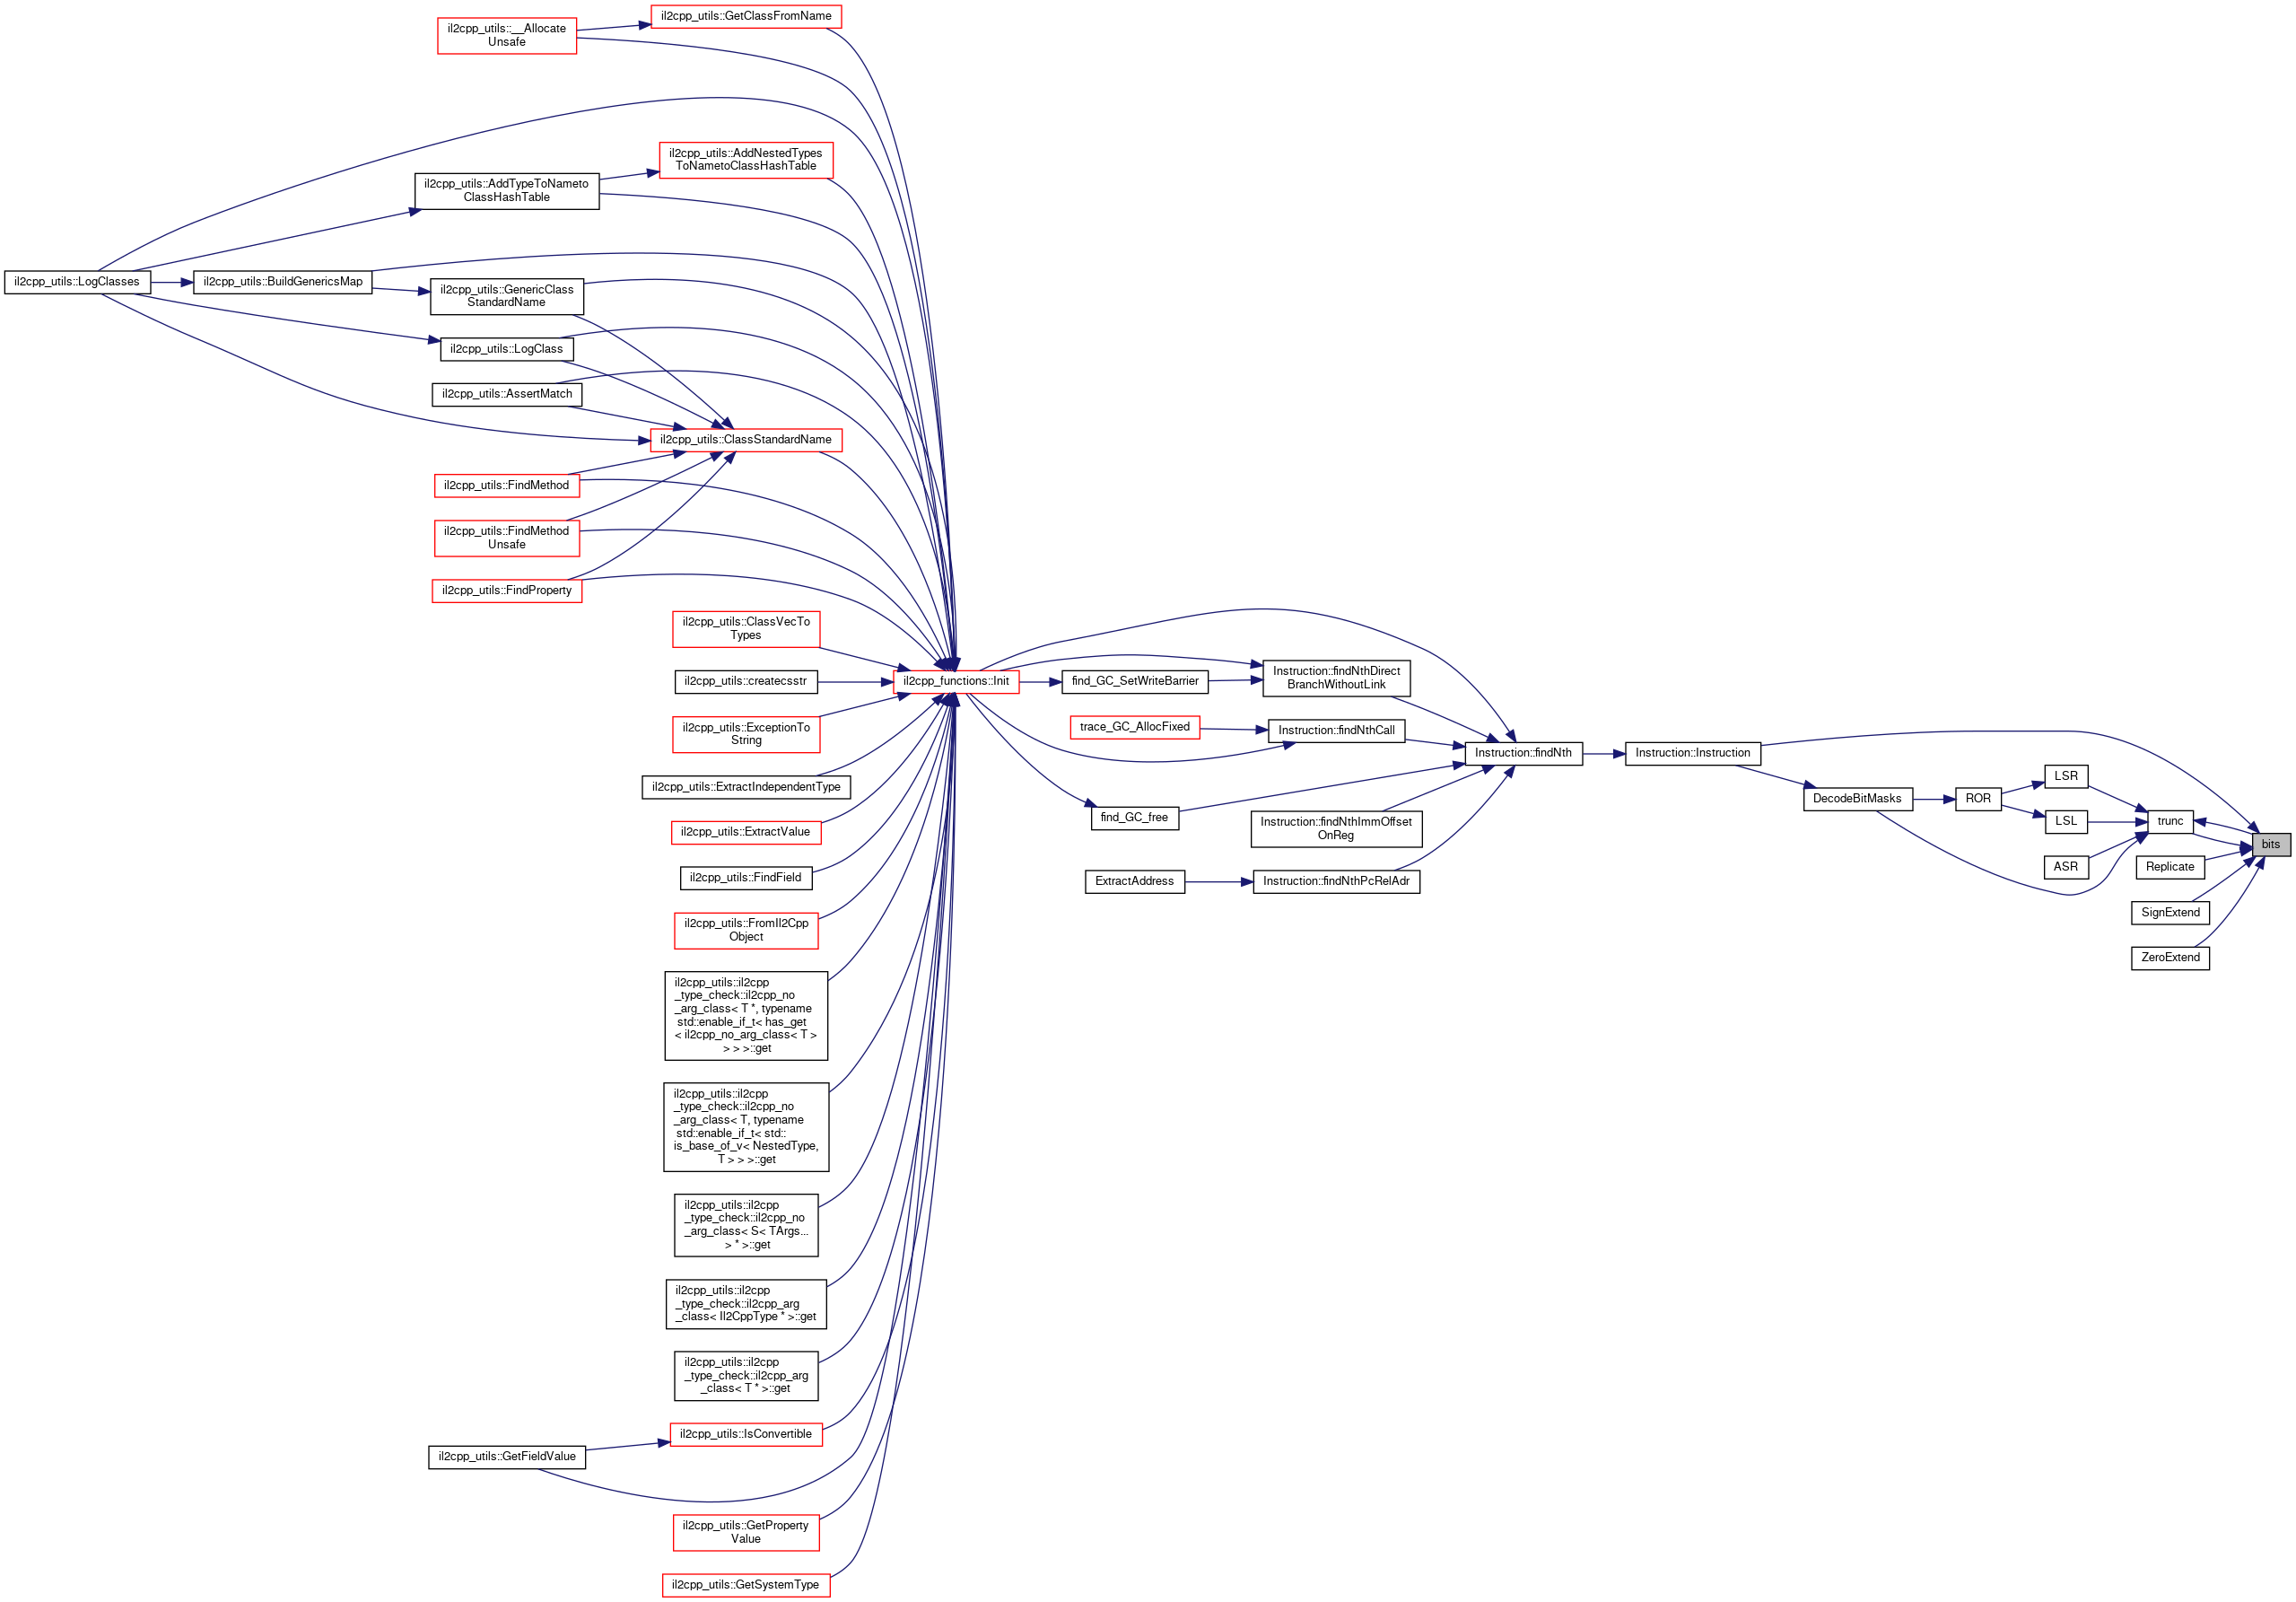 il2cpp_utils::GetClassFromName
il2cpp_utils::__Allocate
Unsafe
il2cpp_utils::AddNestedTypes
ToNametoClassHashTable
il2cpp_utils::AddTypeToNameto
ClassHashTable
il2cpp_utils::LogClasses
il2cpp_utils::BuildGenericsMap
il2cpp_utils::GenericClass
StandardName
il2cpp_utils::LogClass
il2cpp_utils::AssertMatch
il2cpp_utils::ClassStandardName
il2cpp_utils::FindMethod
il2cpp_utils::FindMethod
Unsafe
il2cpp_utils::FindProperty
il2cpp_utils::ClassVecTo
Types
il2cpp_utils::createcsstr
il2cpp_functions::Init
find_GC_SetWriteBarrier
Instruction::findNthDirect
BranchWithoutLink
il2cpp_utils::ExceptionTo
String
trace_GC_AllocFixed
Instruction::findNthCall
Instruction::findNth
Instruction::Instruction
il2cpp_utils::ExtractIndependentType
find_GC_free
Instruction::findNthImmOffset
OnReg
DecodeBitMasks
ROR
LSR
LSL
trunc
bits
il2cpp_utils::ExtractValue
il2cpp_utils::FindField
ExtractAddress
Instruction::findNthPcRelAdr
ASR
Replicate
SignExtend
ZeroExtend
il2cpp_utils::FromIl2Cpp
Object
il2cpp_utils::il2cpp
_type_check::il2cpp_no
_arg_class< T *, typename
std::enable_if_t< has_get
< il2cpp_no_arg_class< T >
> > >::get
il2cpp_utils::il2cpp
_type_check::il2cpp_no
_arg_class< T, typename
std::enable_if_t< std::
is_base_of_v< NestedType,
T > > >::get
il2cpp_utils::il2cpp
_type_check::il2cpp_no
_arg_class< S< TArgs...
> * >::get
il2cpp_utils::il2cpp
_type_check::il2cpp_arg
_class< Il2CppType * >::get
il2cpp_utils::il2cpp
_type_check::il2cpp_arg
_class< T * >::get
il2cpp_utils::IsConvertible
il2cpp_utils::GetFieldValue
il2cpp_utils::GetProperty
Value
il2cpp_utils::GetSystemType